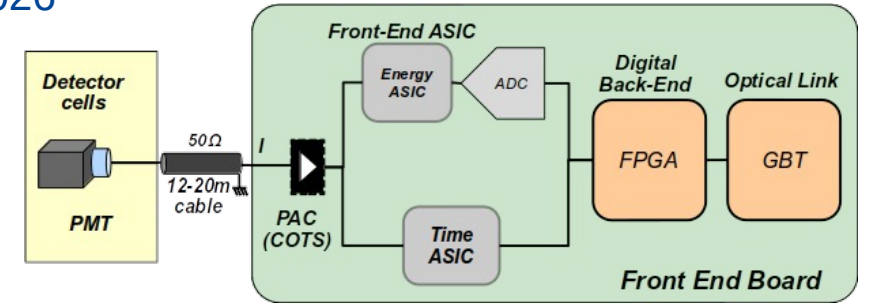 Detector
cells
PMT
50Ω
12-20m
cable
I
PAC
(COTS)
Front-End ASIC
Energy
ASIC
ADC
Time
ASIC
Digital
Back-End
FPGA
Optical Link
GBT
Front End Board